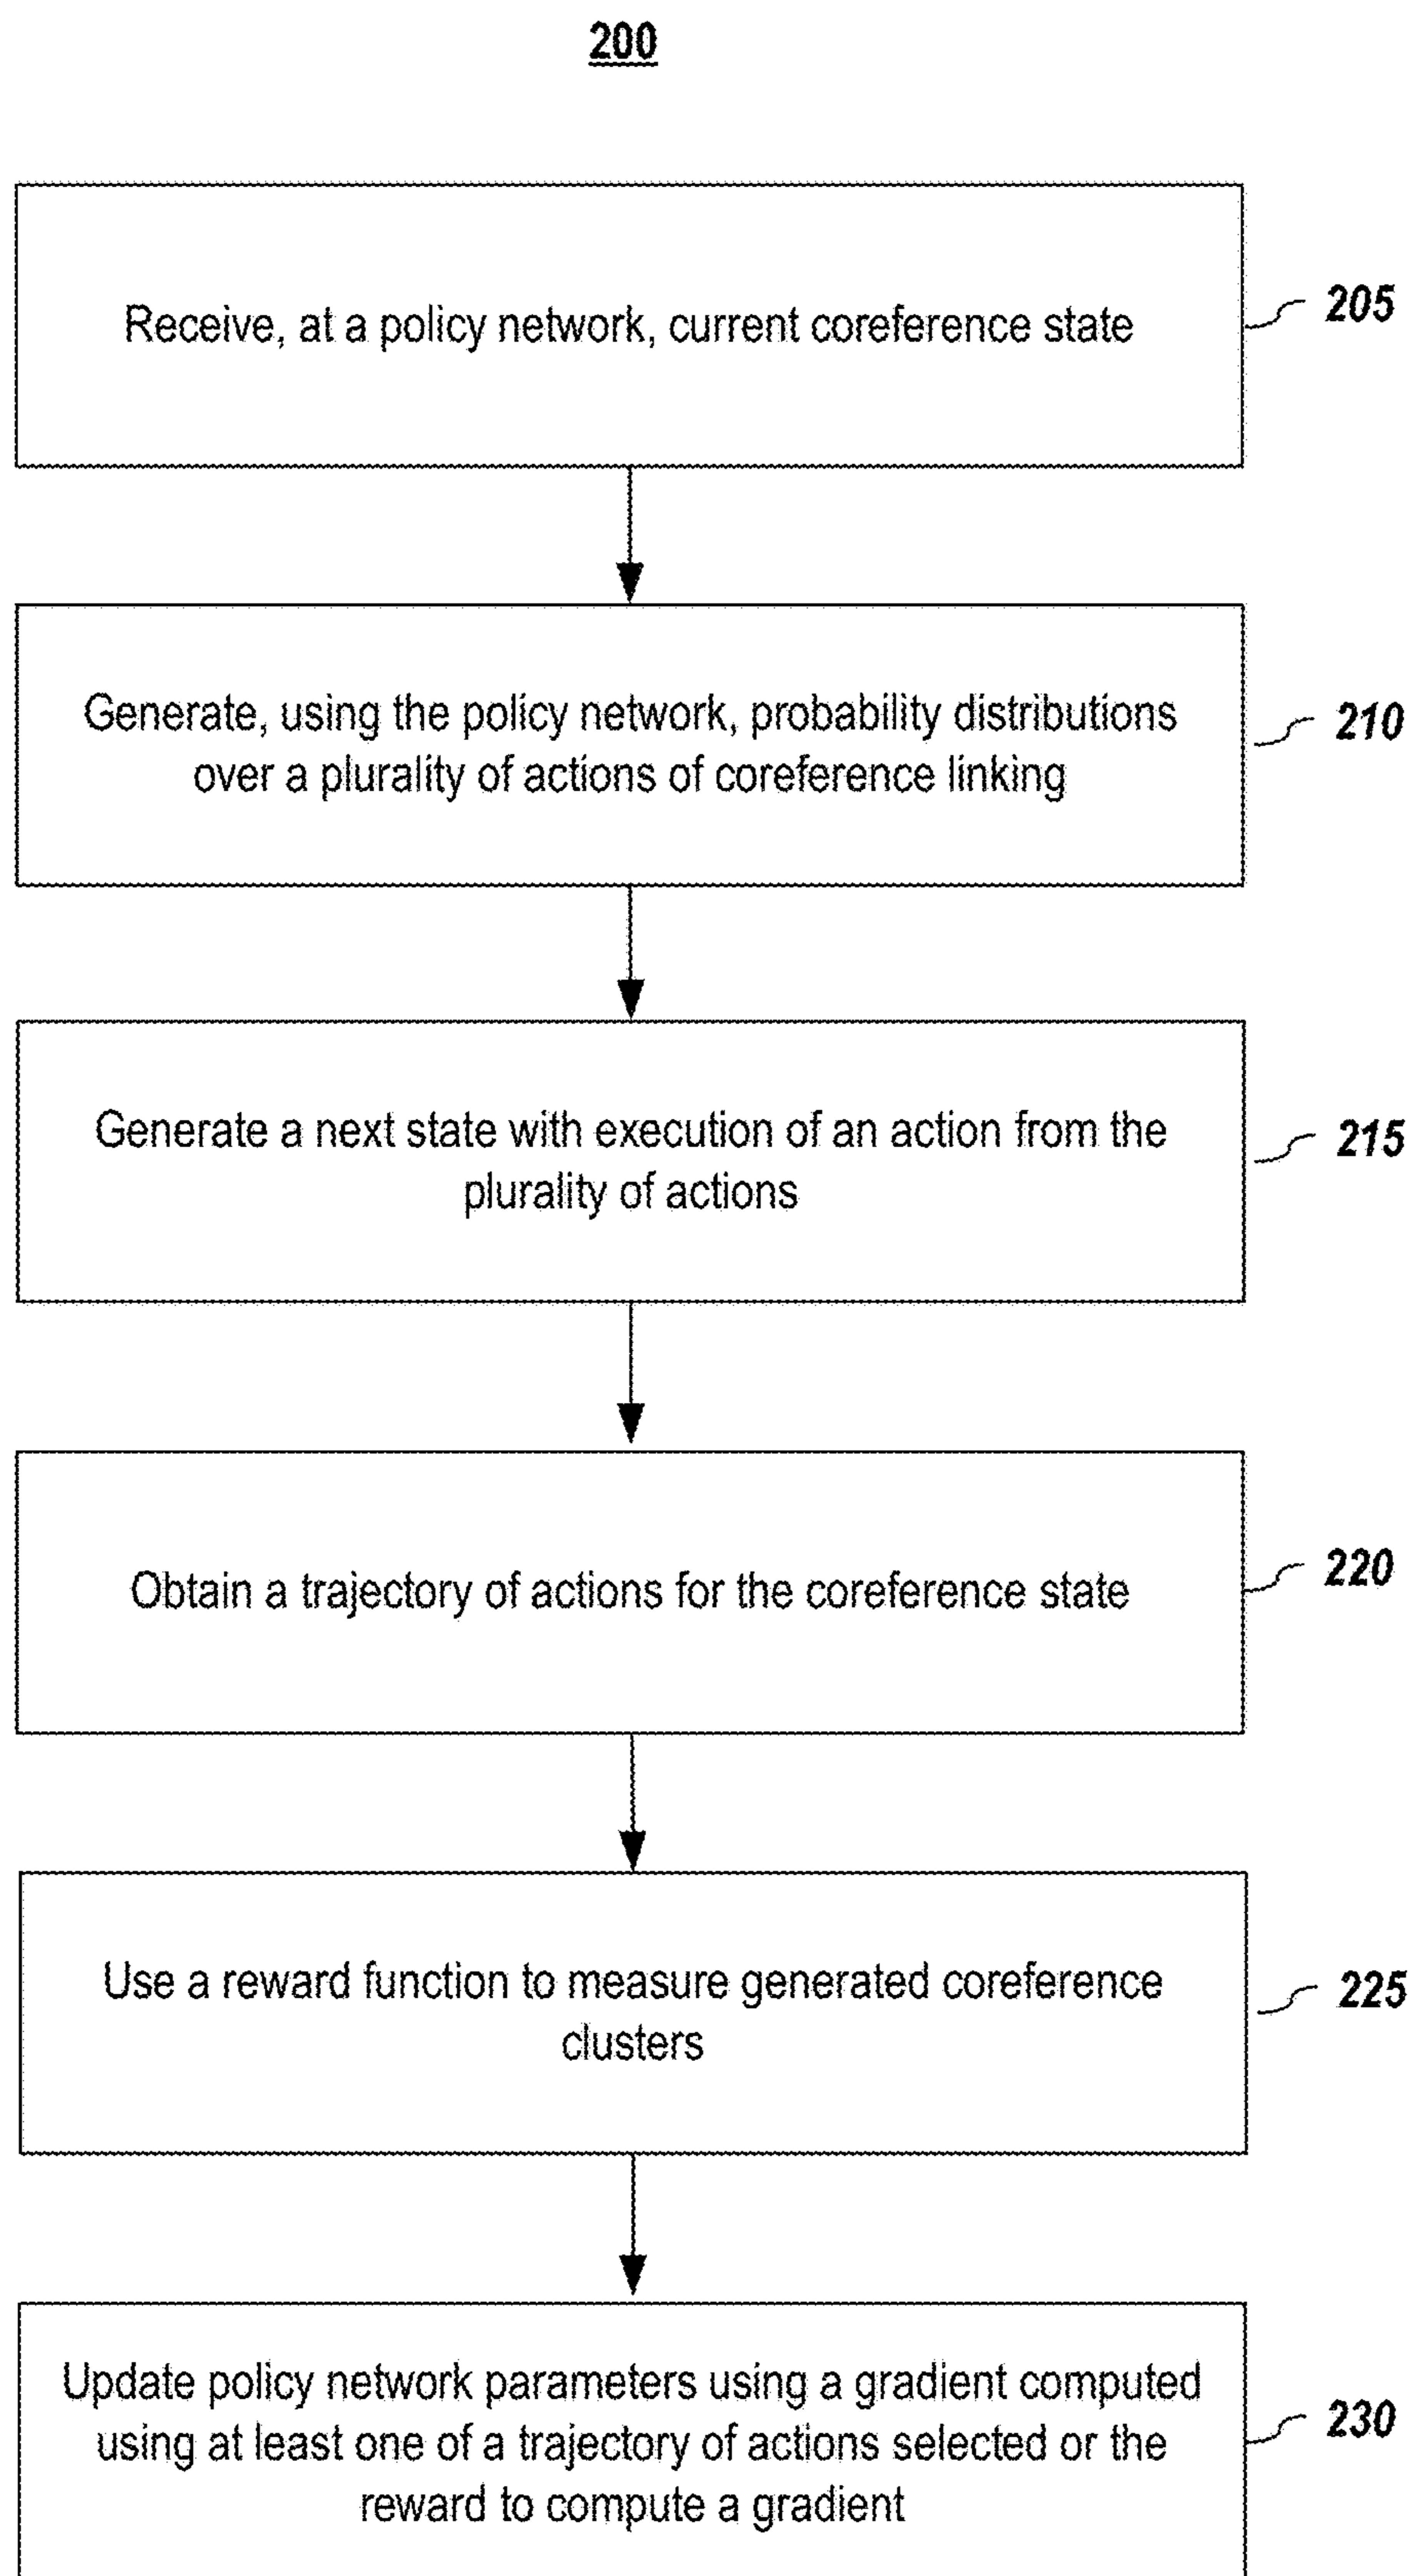 200
Receive, at a policy network, current coreference state
205
Generate, using the policy network, probability distributions
over a plurality of actions of coreference linking
210
Generate a next state with execution of an action from the
plurality of actions
215
Obtain a trajectory of actions for the coreference state
220
Use a reward function to measure generated coreference
clusters
225
Update policy network parameters using a gradient computed
using at least one of a trajectory of actions selected or the
reward to compute a gradient
230